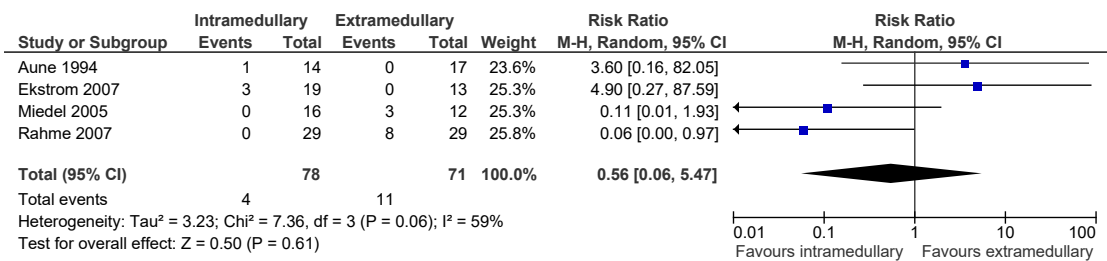 Intramedullary Extramedullary Risk Ratio Risk Ratio
Study or Subgroup Events Total Events Total Weight M-H, Random, 95% CI M-H, Random, 95% CI
Aune 1994 1 14 0 17 23.6% 3.60 [0.16, 82.05]
Ekstrom 2007 3 19 0 13 25.3% 4.90 [0.27, 87.59]
Miedel 2005 0 16 3 12 25.3% 0.11 [0.01, 1.93]
Rahme 2007 0 29 8 29 25.8% 0.06 [0.00, 0.97]
Total (95% CI) 78 71 100.0% 0.56 [0.06, 5.47]
Total events 4 11
Heterogeneity: Tau² = 3.23; Chi² = 7.36, df = 3 (P = 0.06); I² = 59%
Test for overall effect: Z = 0.50 (P = 0.61)
0.01 0.1 1 10 100
Favours intramedullary Favours extramedullary